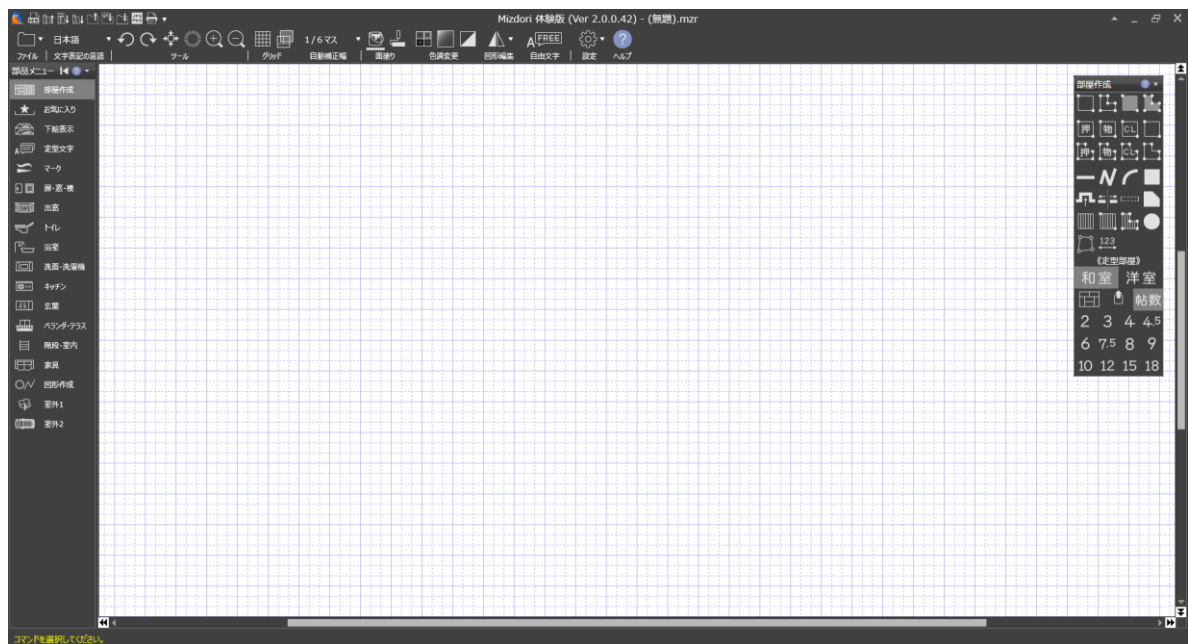 Mizdori 体験版 (Ver 2.0.0.42) - (無題).mzr
日本語
1/6マス
A FREE
ファイル 文字表記の言語 ツール グリッド 自動補正幅 面塗り 色調変更 図形編集 自由文字 設定 ヘルプ
部品メニュー
部屋作成
お気に入り
下絵表示
定型文字
マーク
扉・窓・襖
出窓
トイレ
浴室
洗面・洗濯機
キッチン
玄関
ベランダ・テラス
階段・室内
家具
図形作成
室外1
室外2
部屋作成
押 物 CL
押 物 CL
123
《定型部屋》
和室 洋室
帖数
2 3 4 4.5
6 7.5 8 9
10 12 15 18
コマンドを選択してください。